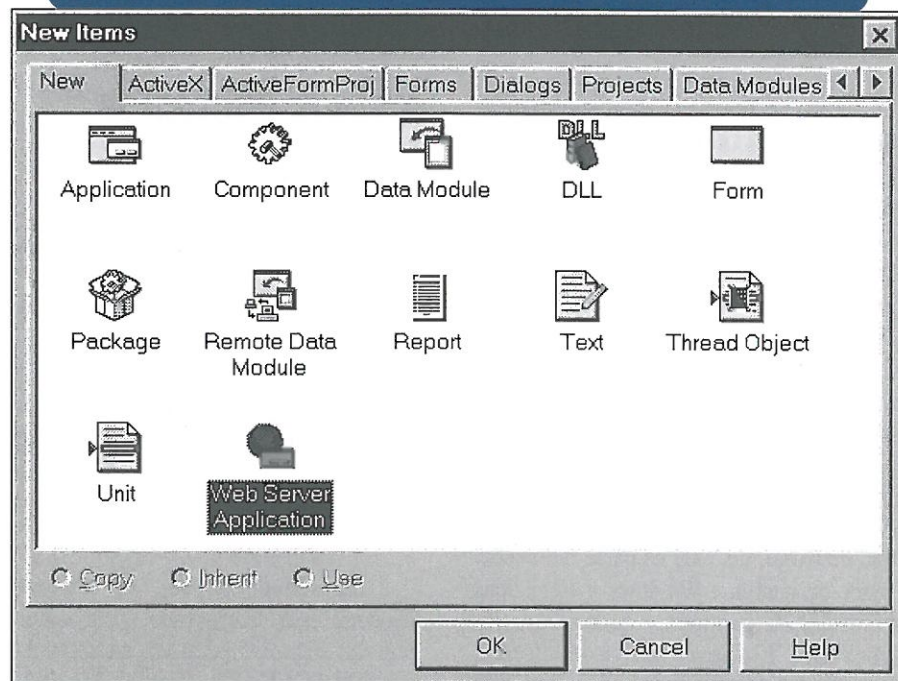 New Items
New ActiveX ActiveFormProj Forms Dialogs Projects Data Modules
Application Component Data Module DLL Form
Package Remote Data Module Report Text Thread Object
Unit Web Server Application
Copy Inherit Use
OK Cancel Help